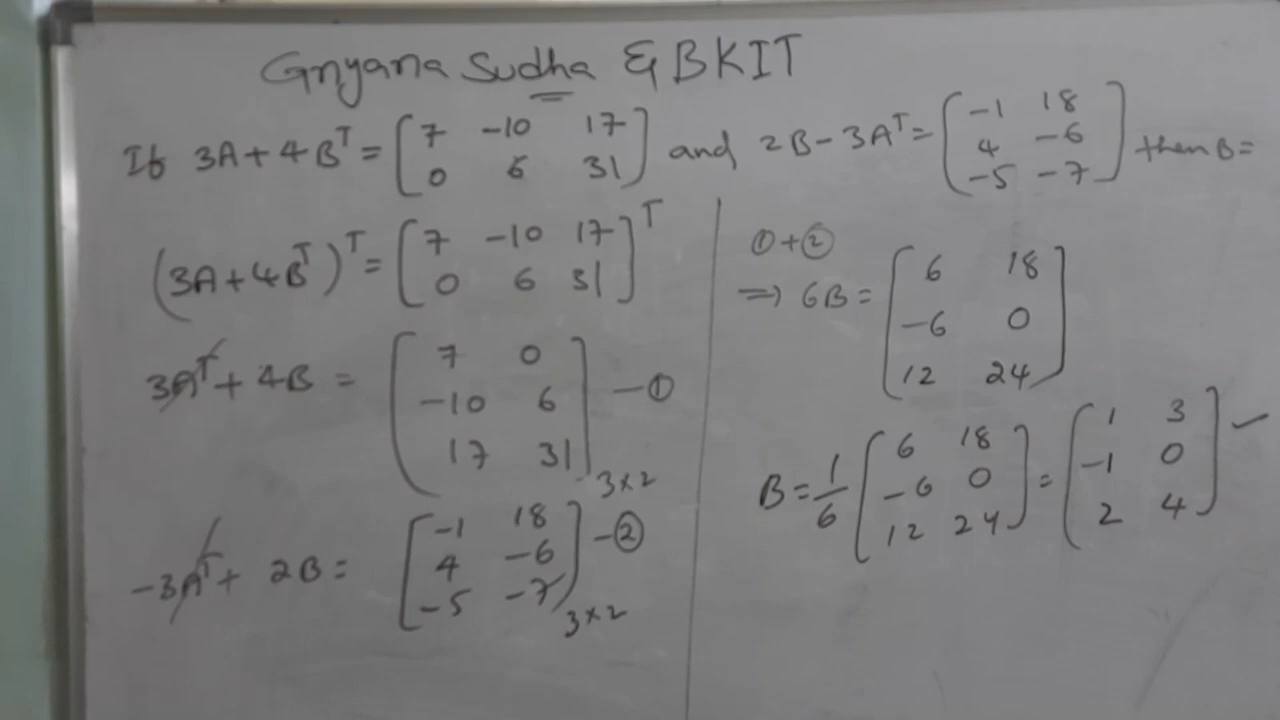 Gnyana Sudha & BKIT
If 3A + 4Bᵀ = [7 -10 17; 0 6 31] and 2B - 3Aᵀ = [-1 18; 4 -6; -5 -7] then B =
(3A + 4Bᵀ)ᵀ = [7 -10 17; 0 6 31]ᵀ
3Aᵀ + 4B = [7 0; -10 6; 17 31] 3×2 - ①
-3Aᵀ + 2B = [-1 18; 4 -6; -5 -7] 3×2 - ②
① + ②
⇒ 6B = [6 18; -6 0; 12 24]
B = 1/6 [6 18; -6 0; 12 24] = [1 3; -1 0; 2 4] ✓